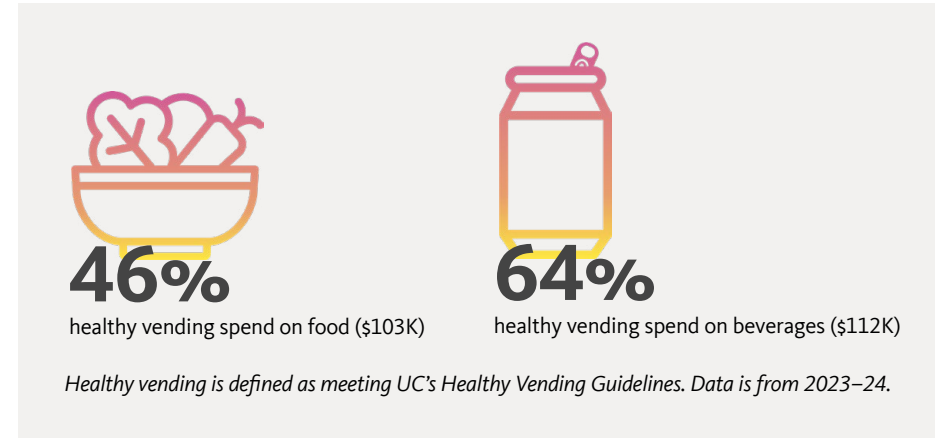 46%
healthy vending spend on food ($103K)
64%
healthy vending spend on beverages ($112K)
Healthy vending is defined as meeting UC's Healthy Vending Guidelines. Data is from 2023–24.